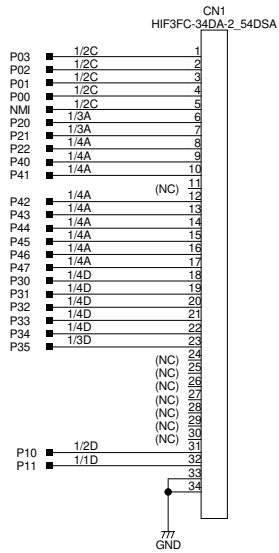 CN1
HIF3FC-34DA-2_54DSA
P03 1/2C 1
P02 1/2C 2
P01 1/2C 3
P00 1/2C 4
NMI 1/2C 5
P20 1/3A 6
P21 1/3A 7
P22 1/4A 8
P40 1/4A 9
P41 1/4A 10
(NC) 11
P42 1/4A 12
P43 1/4A 13
P44 1/4A 14
P45 1/4A 15
P46 1/4A 16
P47 1/4A 17
P30 1/4D 18
P31 1/4D 19
P32 1/4D 20
P33 1/4D 21
P34 1/4D 22
P35 1/3D 23
(NC) 24
(NC) 25
(NC) 26
(NC) 27
(NC) 28
(NC) 29
(NC) 30
P10 1/2D 31
P11 1/1D 32
33
34
GND